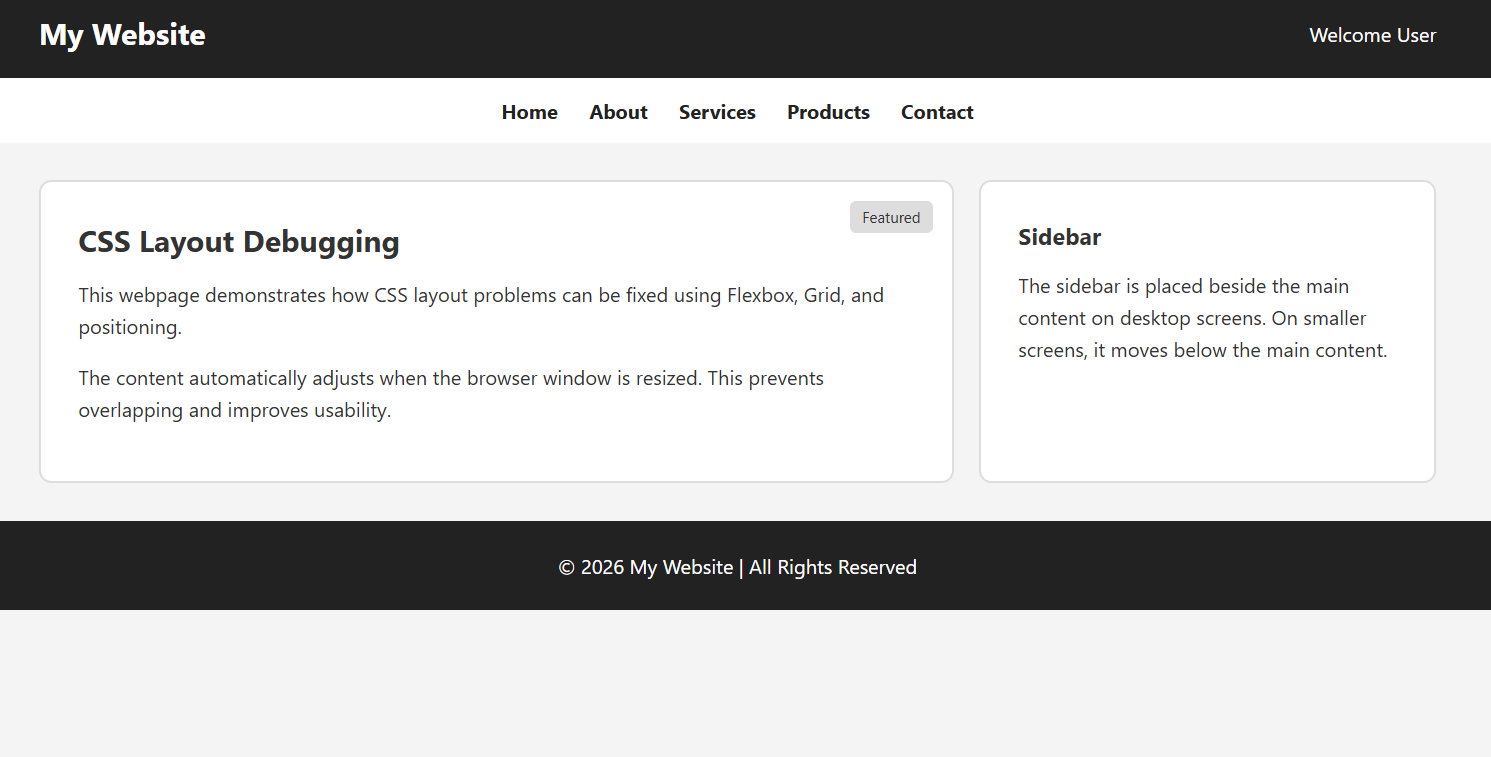 My Website
Welcome User
Home About Services Products Contact
Featured
CSS Layout Debugging
This webpage demonstrates how CSS layout problems can be fixed using Flexbox, Grid, and
positioning.
The content automatically adjusts when the browser window is resized. This prevents
overlapping and improves usability.
Sidebar
The sidebar is placed beside the main
content on desktop screens. On smaller
screens, it moves below the main content.
© 2026 My Website | All Rights Reserved